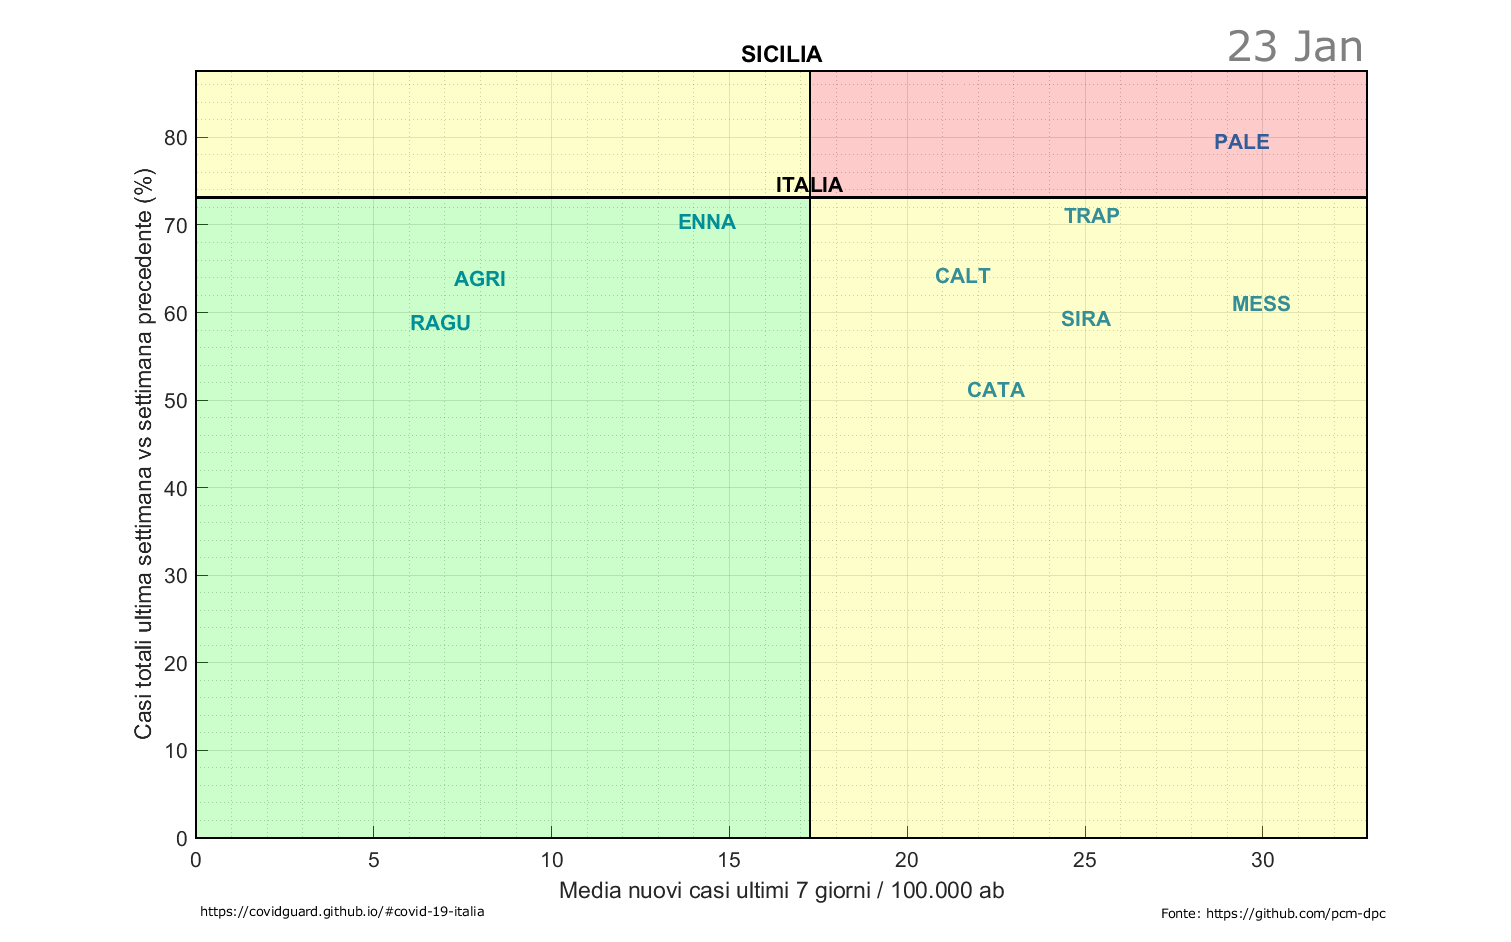 23 Jan
SICILIA
80
PALE
ITALIA
70
ENNA
TRAP
AGRI
CALT
60
RAGU
SIRA
MESS
50
CATA
40
30
20
10
0
Casi totali ultima settimana vs settimana precedente (%)
0 5 10 15 20 25 30
Media nuovi casi ultimi 7 giorni / 100.000 ab
https://covidguard.github.io/#covid-19-italia
Fonte: https://github.com/pcm-dpc